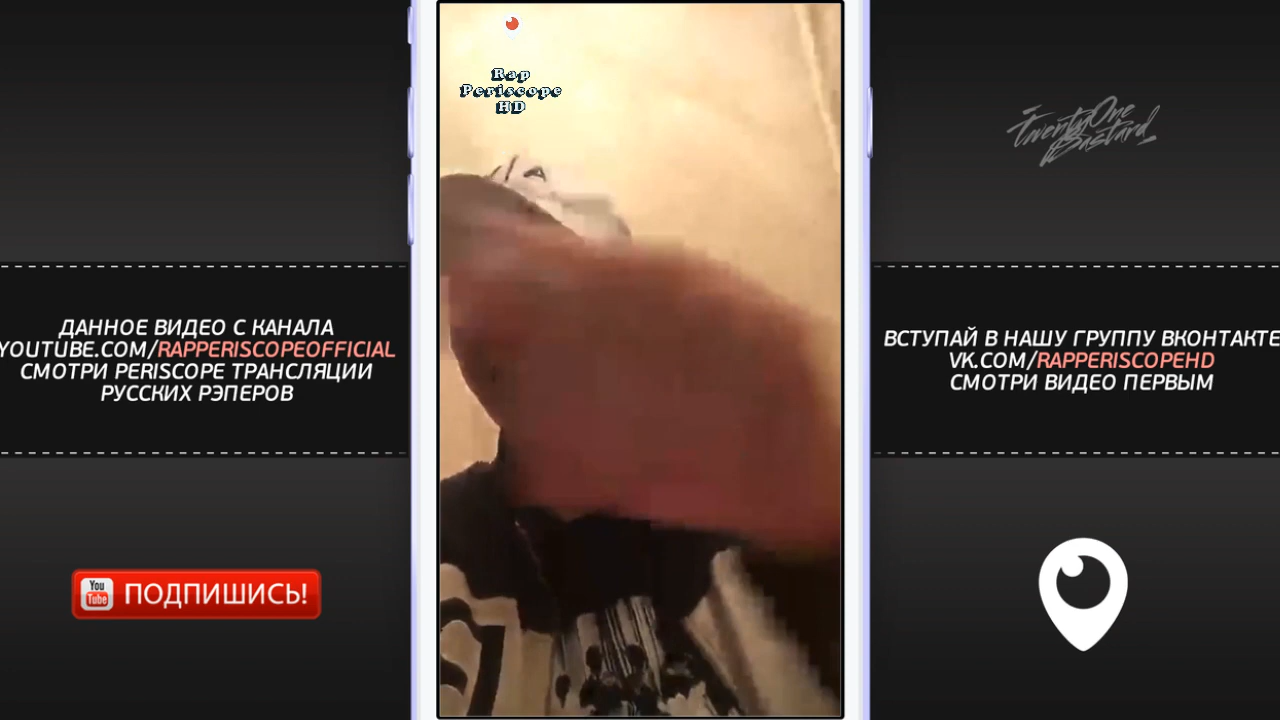 Rap
Periscope
HD
TwentyOne
Bastard
ДАННОЕ ВИДЕО С КАНАЛА
YOUTUBE.COM/RAPPERISCOPEOFFICIAL
СМОТРИ PERISCOPE ТРАНСЛЯЦИИ
РУССКИХ РЭПЕРОВ
ВСТУПАЙ В НАШУ ГРУППУ ВКОНТАКТЕ
VK.COM/RAPPERISCOPEHD
СМОТРИ ВИДЕО ПЕРВЫМ
You
Tube
ПОДПИШИСЬ!